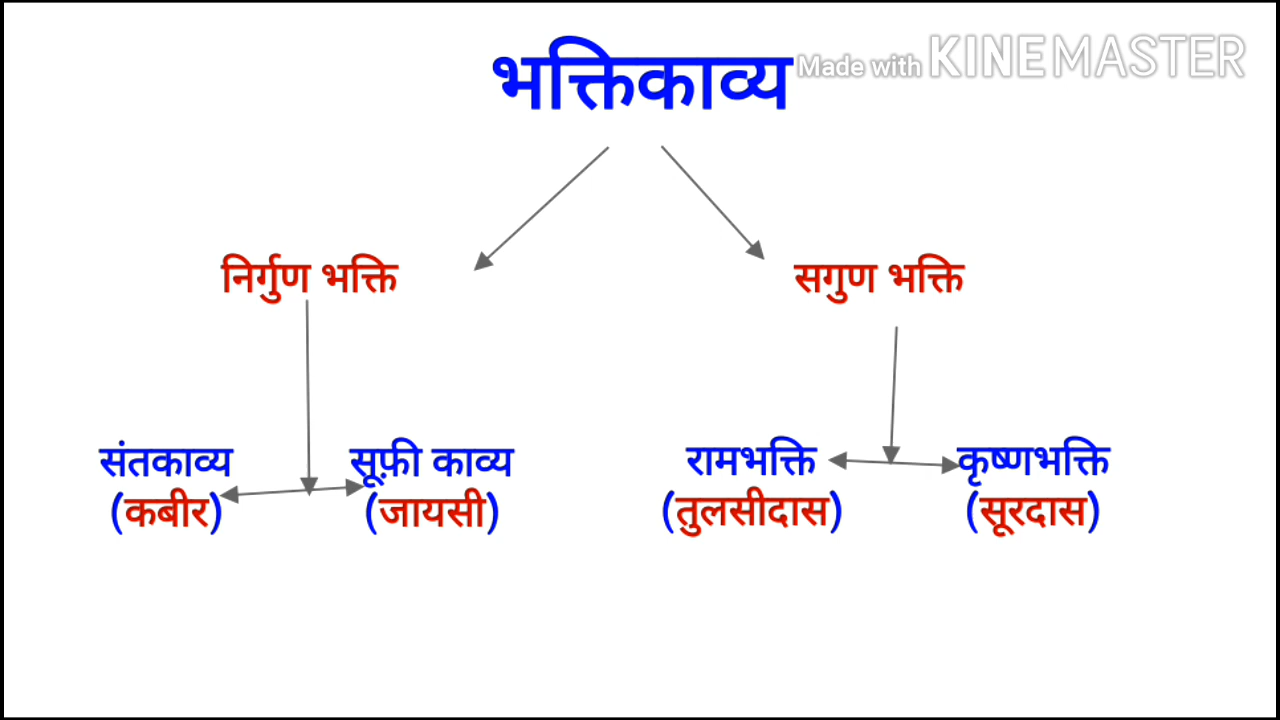 भक्तिकाव्य
Made with KINEMASTER
निर्गुण भक्ति
सगुण भक्ति
संतकाव्य
(कबीर)
सूफ़ी काव्य
(जायसी)
रामभक्ति
(तुलसीदास)
कृष्णभक्ति
(सूरदास)